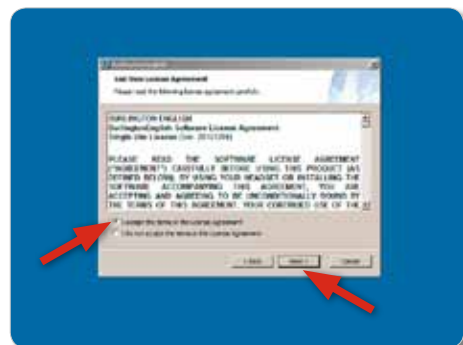 End User License Agreement
Please read the following license agreement carefully.
BURLINGTON ENGLISH
BurlingtonEnglish Software License Agreement
Single Site License
PLEASE READ THE SOFTWARE LICENSE AGREEMENT
("AGREEMENT") CAREFULLY BEFORE USING THIS PRODUCT (AS
DEFINED BELOW). BY USING YOUR HEADSET OR INSTALLING THE
SOFTWARE ACCOMPANYING THIS AGREEMENT, YOU ARE
ACCEPTING AND AGREEING TO BE UNCONDITIONALLY BOUND BY
THE TERMS OF THIS AGREEMENT. YOUR CONTINUED USE OF THE
I accept the terms in the license agreement
I do not accept the terms in the license agreement
< Back Next > Cancel